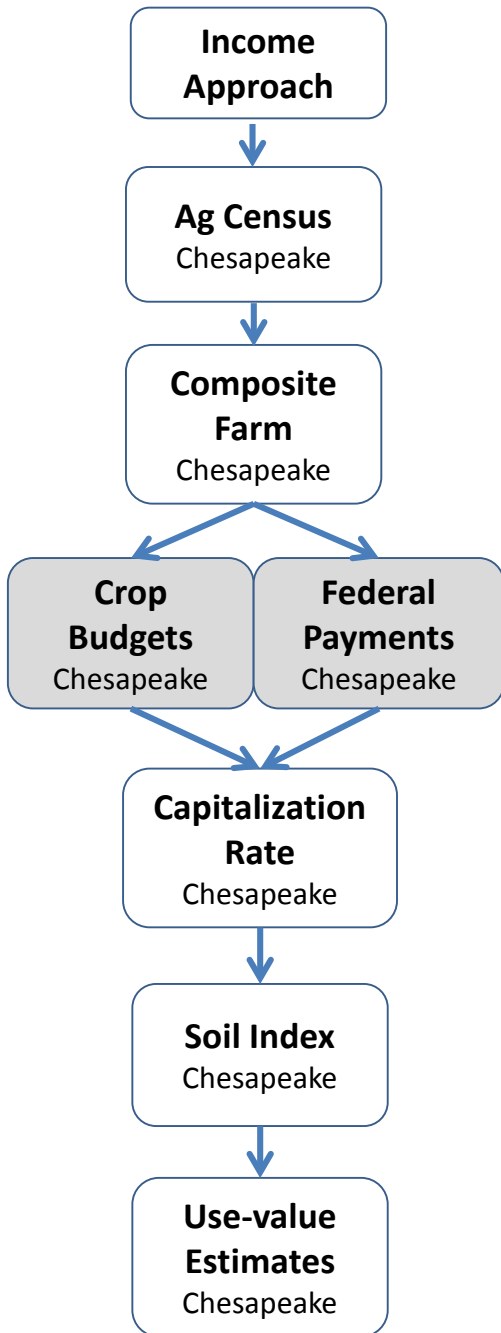 Income
Approach
Ag Census
Chesapeake
Composite
Farm
Chesapeake
Crop
Budgets
Chesapeake
Federal
Payments
Chesapeake
Capitalization
Rate
Chesapeake
Soil Index
Chesapeake
Use-value
Estimates
Chesapeake